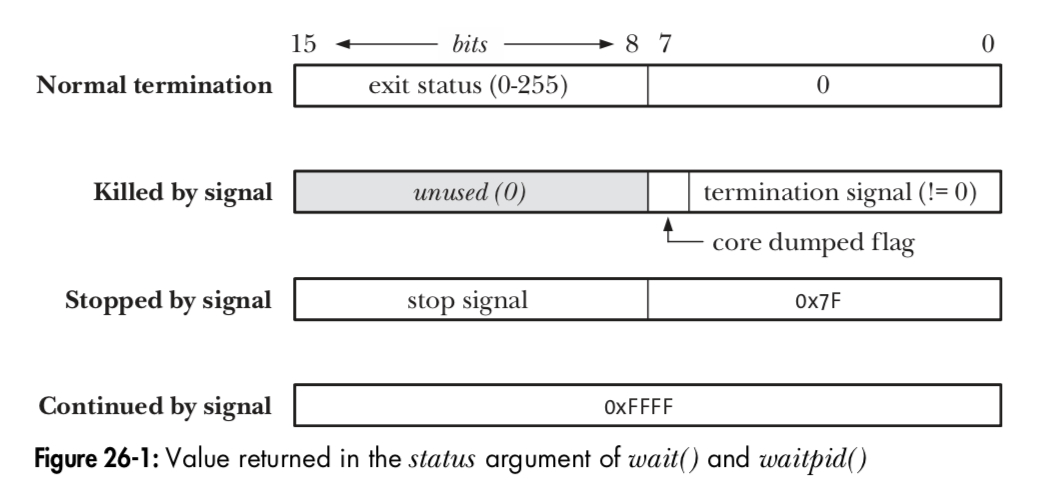 15 bits 8 7 0
Normal termination exit status (0-255) 0
Killed by signal unused (0) termination signal (!= 0)
core dumped flag
Stopped by signal stop signal 0x7F
Continued by signal 0xFFFF
Figure 26-1: Value returned in the status argument of wait() and waitpid()